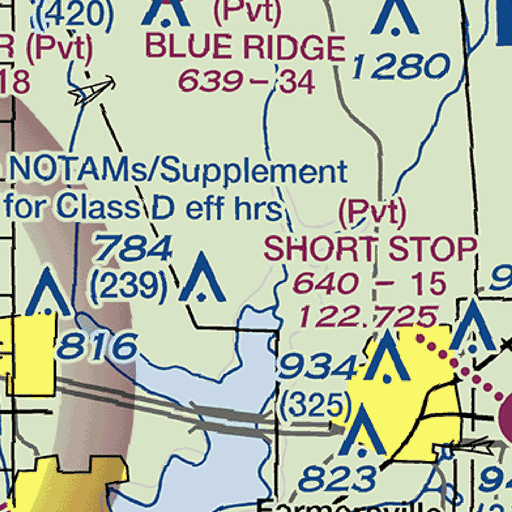 (420)
(Pvt)
R (Pvt)
BLUE RIDGE
18
639 - 34
1280
NOTAMs/Supplement
for Class D eff hrs
(Pvt)
784
SHORT STOP
(239)
640 - 15
122.725
816
934
(325)
823
Farmersville